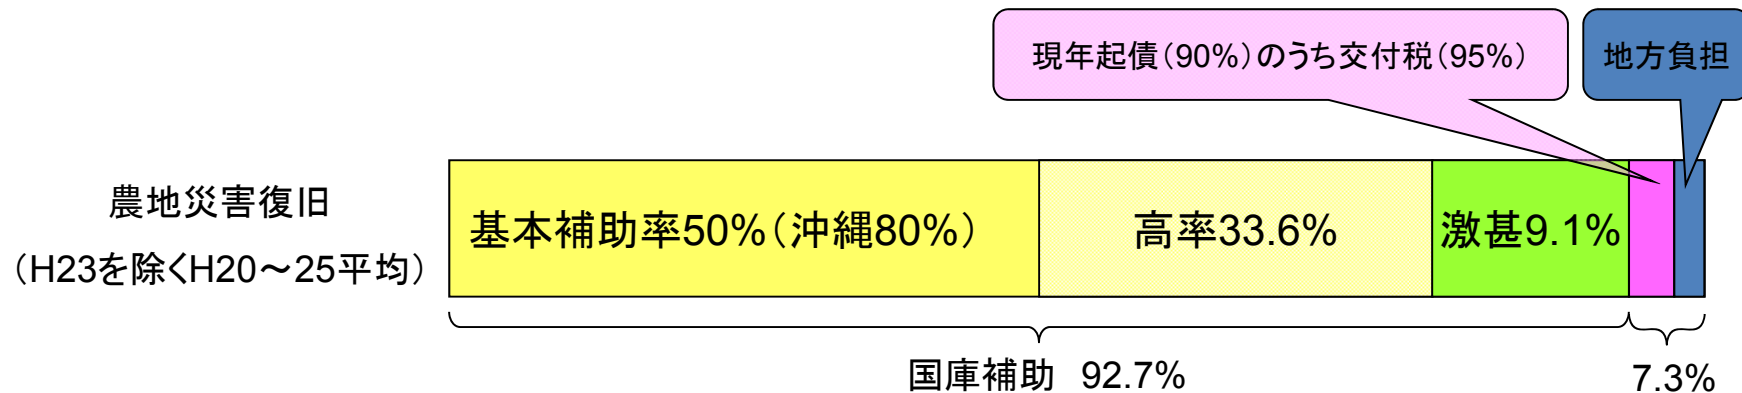 現年起債（90%）のうち交付税（95%）
地方負担
農地災害復旧
（H23を除くH20～25平均）
基本補助率50%（沖縄80%）
高率33.6%
激甚9.1%
国庫補助　92.7%
7.3%